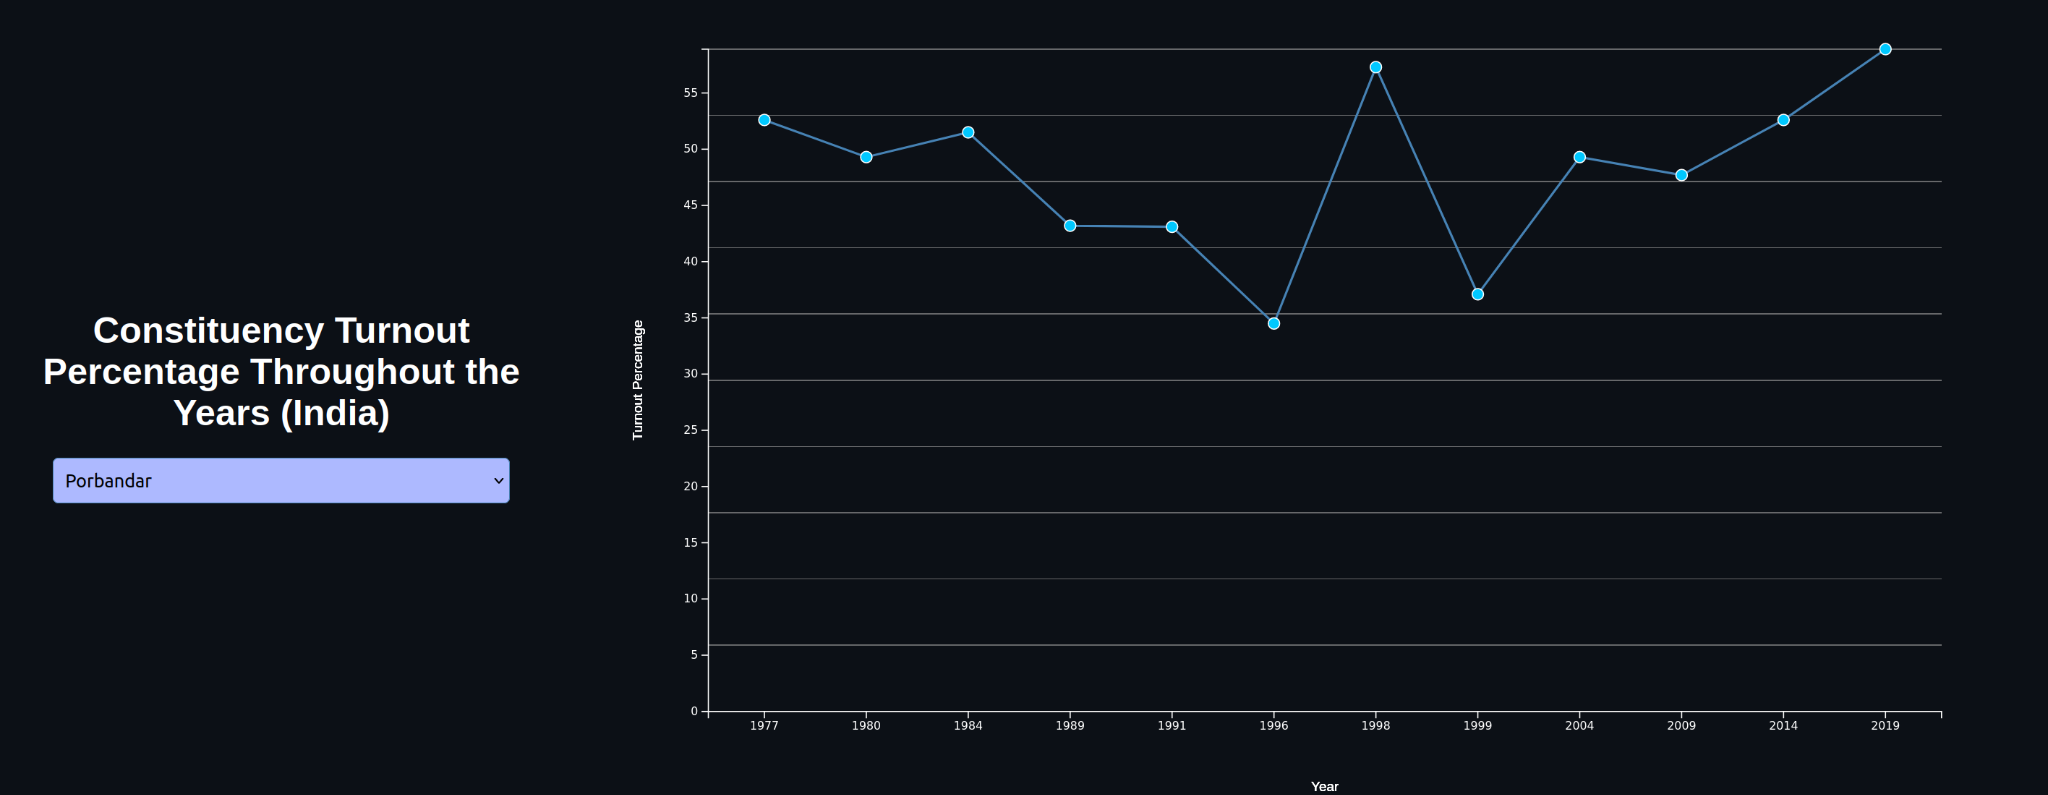 Constituency Turnout
Percentage Throughout the
Years (India)
Porbandar
Turnout Percentage
55
50
45
40
35
30
25
20
15
10
5
0
1977 1980 1984 1989 1991 1996 1998 1999 2004 2009 2014 2019
Year